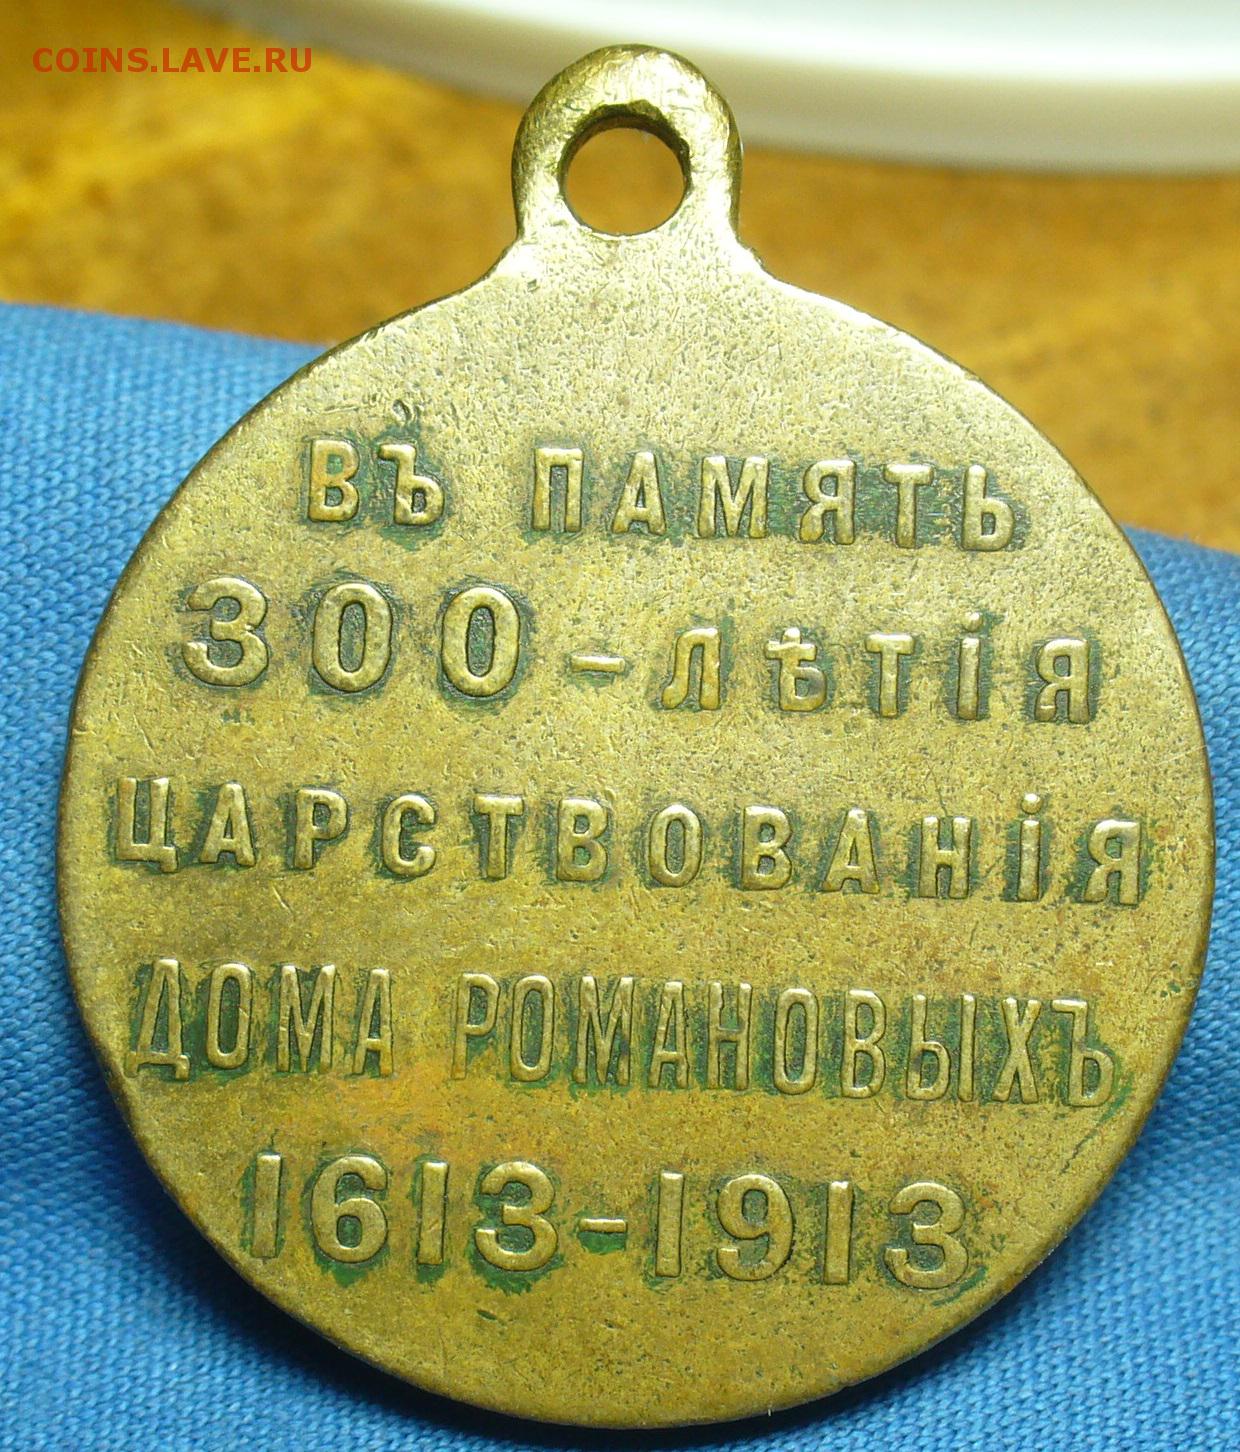 COINS.LAVE.RU
ВЪ ПАМЯТЬ
300-ЛѢТІЯ
ЦАРСТВОВАНІЯ
ДОМА РОМАНОВЫХЪ
1613-1913